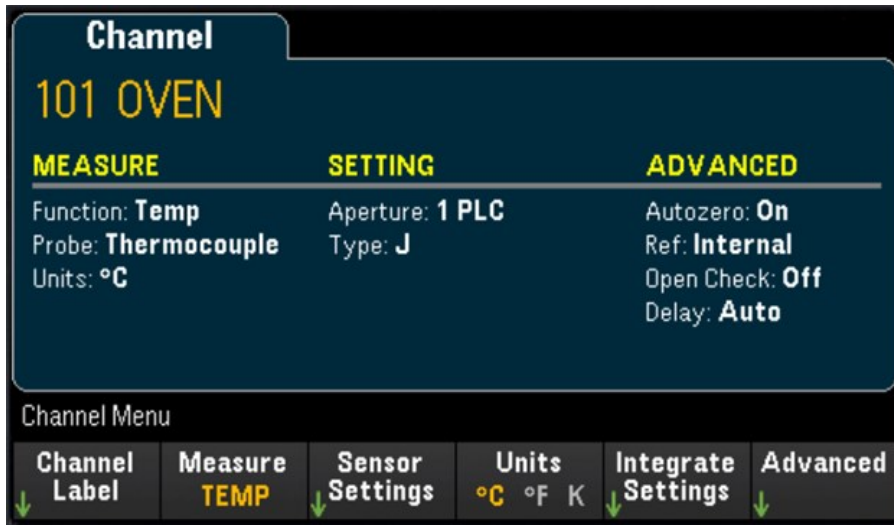 Channel
101 OVEN
MEASURE SETTING ADVANCED
Function: Temp Aperture: 1 PLC Autozero: On
Probe: Thermocouple Type: J Ref: Internal
Units: °C Open Check: Off
Delay: Auto
Channel Menu
Channel Measure Sensor Units Integrate Advanced
Label TEMP Settings °C °F K Settings